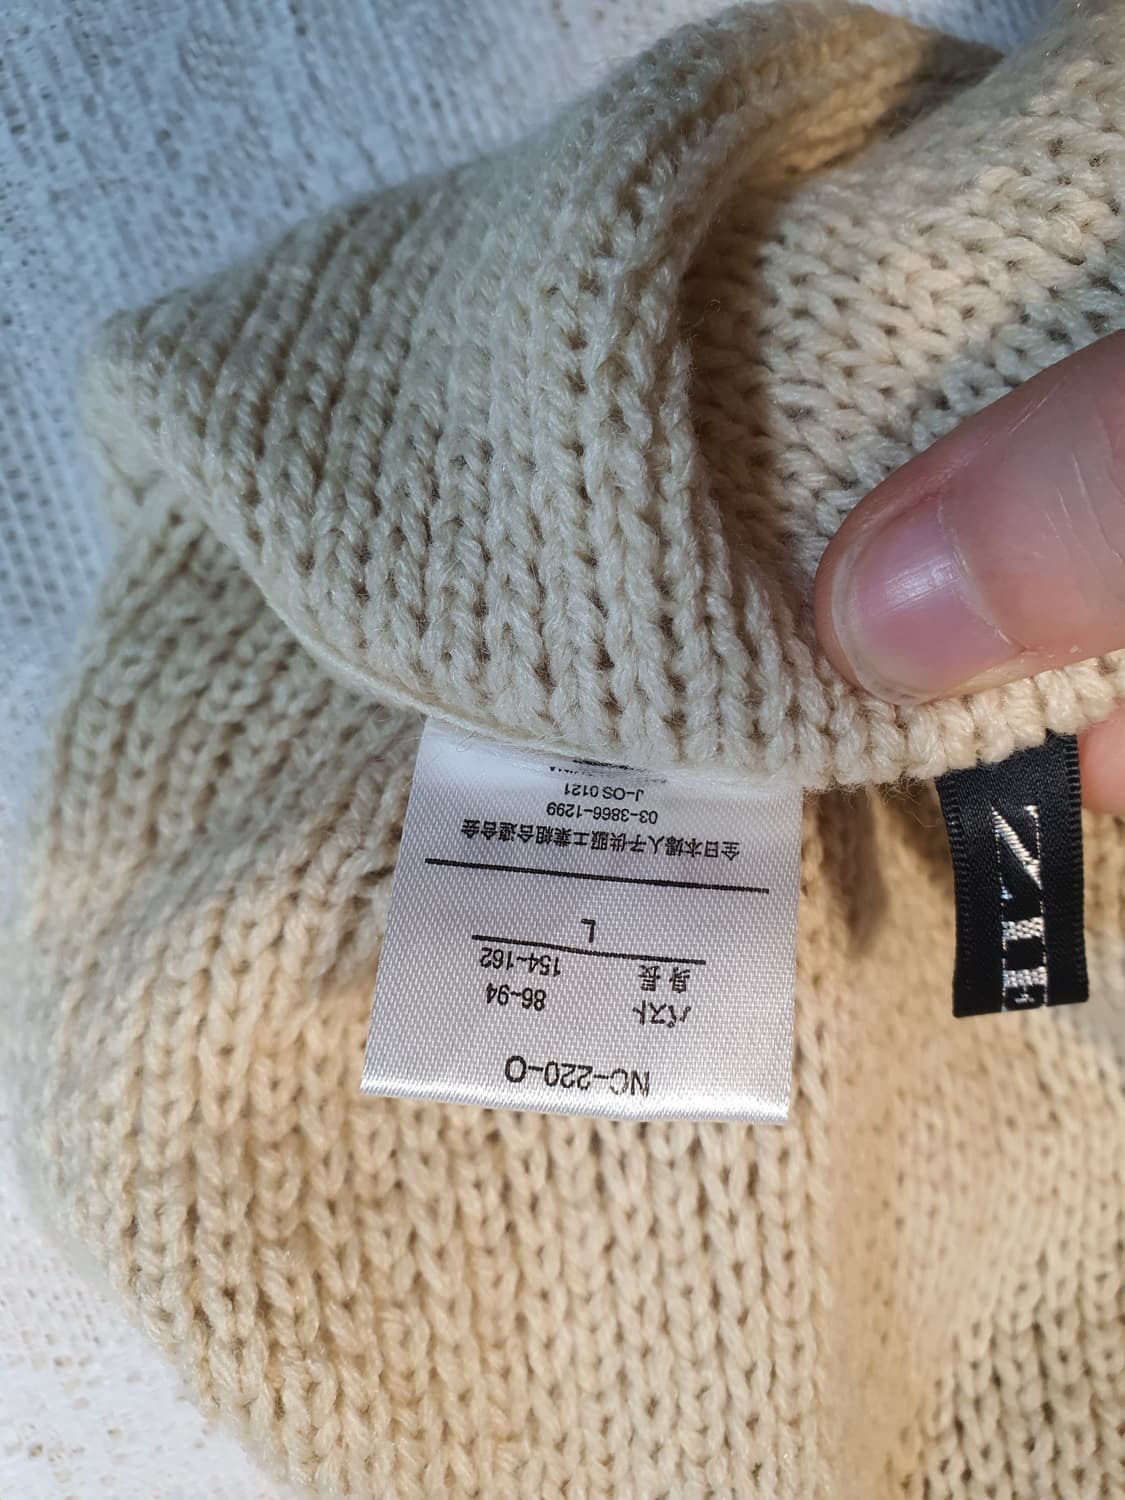 NC-220-O
バスト 86~94
身長 154~162
L
全日本婦人子供服工業組合連合会
03-3866-1299
J-OS 0121